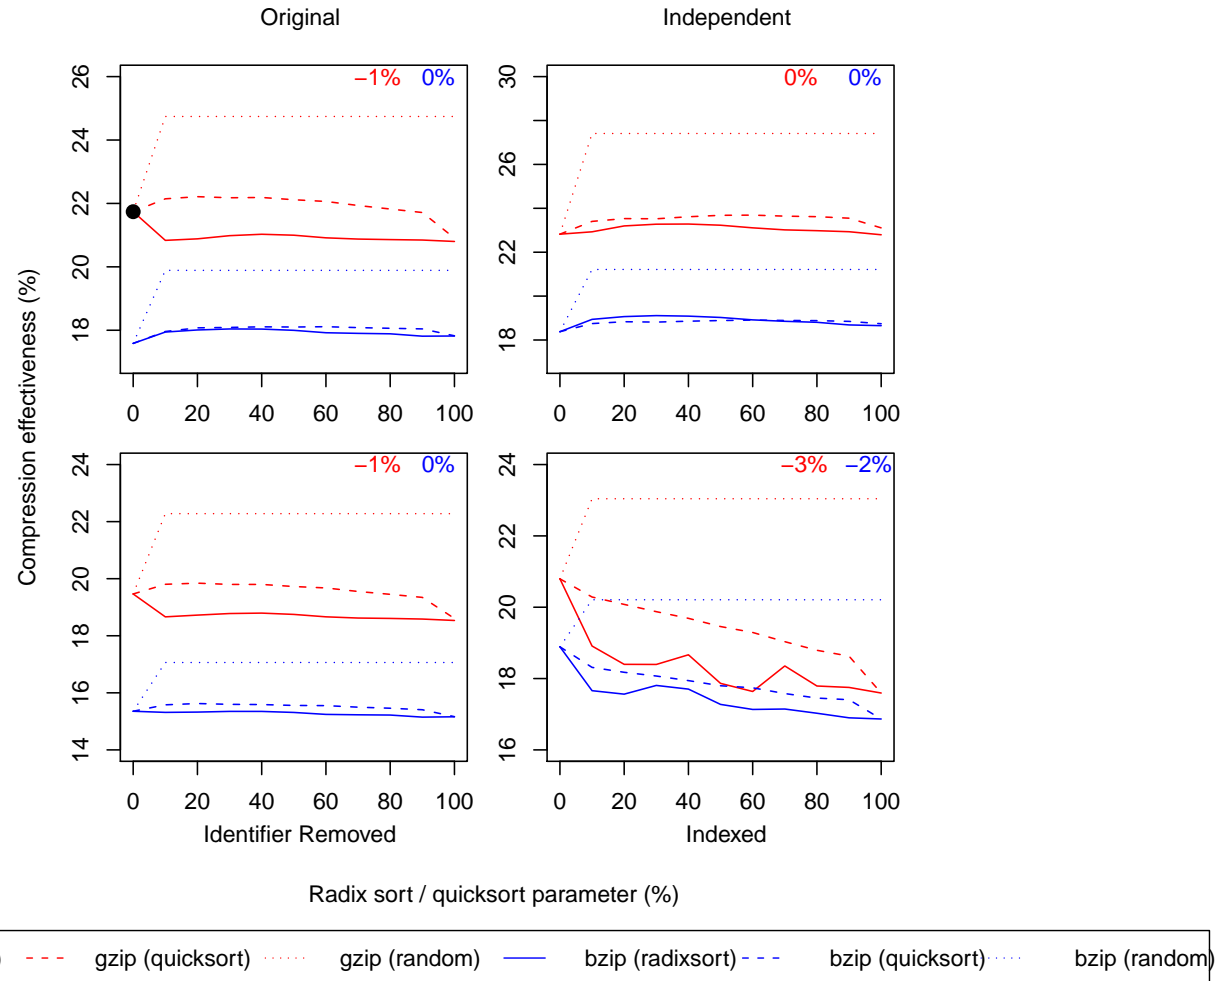 Original
Independent
−1% 0%
0% 0%
26
24
22
20
18
30
26
22
18
0 20 40 60 80 100
0 20 40 60 80 100
Compression effectiveness (%)
−1% 0%
−3% −2%
24
22
20
18
16
14
24
22
20
18
16
0 20 40 60 80 100
0 20 40 60 80 100
Identifier Removed
Indexed
Radix sort / quicksort parameter (%)
) gzip (quicksort) gzip (random) bzip (radixsort) bzip (quicksort) bzip (random)